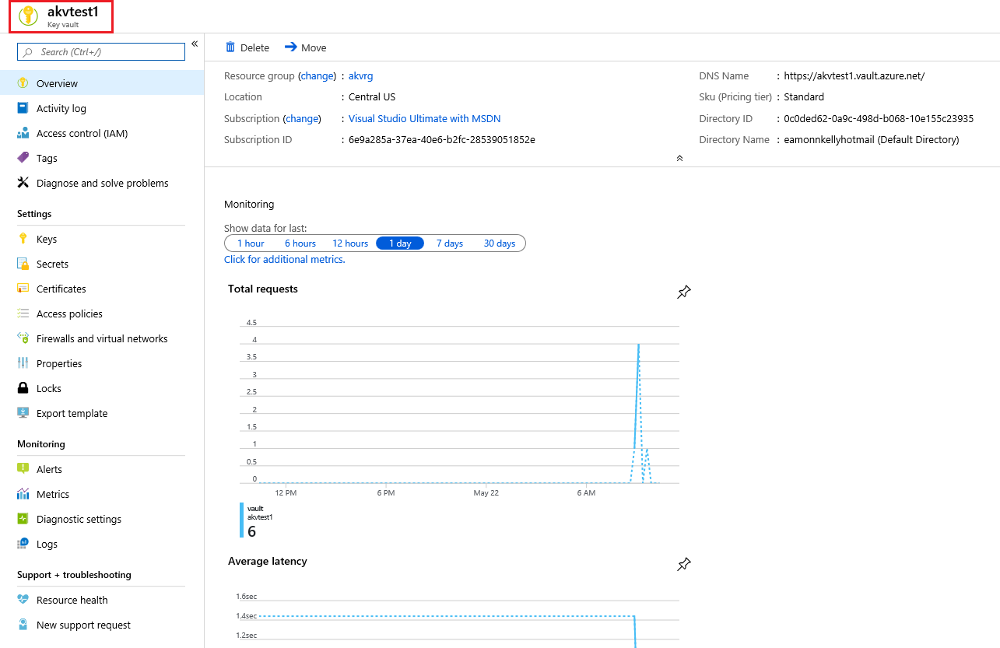 akvtest1
Key vault
Search (Ctrl+/)
«
Overview
Activity log
Access control (IAM)
Tags
Diagnose and solve problems
Settings
Keys
Secrets
Certificates
Access policies
Firewalls and virtual networks
Properties
Locks
Export template
Monitoring
Alerts
Metrics
Diagnostic settings
Logs
Support + troubleshooting
Resource health
New support request
Delete Move
Resource group (change) : akvrg
Location : Central US
Subscription (change) : Visual Studio Ultimate with MSDN
Subscription ID : 6e9a285a-37ea-40e6-b2fc-28539051852e
DNS Name : https://akvtest1.vault.azure.net/
Sku (Pricing tier) : Standard
Directory ID : 0c0ded62-0a9c-498d-b068-10e155c23935
Directory Name : eamonnkellyhotmail (Default Directory)
Monitoring
Show data for last:
1 hour 6 hours 12 hours 1 day 7 days 30 days
Click for additional metrics.
Total requests
4.5
4
3.5
3
2.5
2
1.5
1
0.5
0
12 PM 6 PM May 22 6 AM
vault
akvtest1
6
Average latency
1.6sec
1.4sec
1.2sec